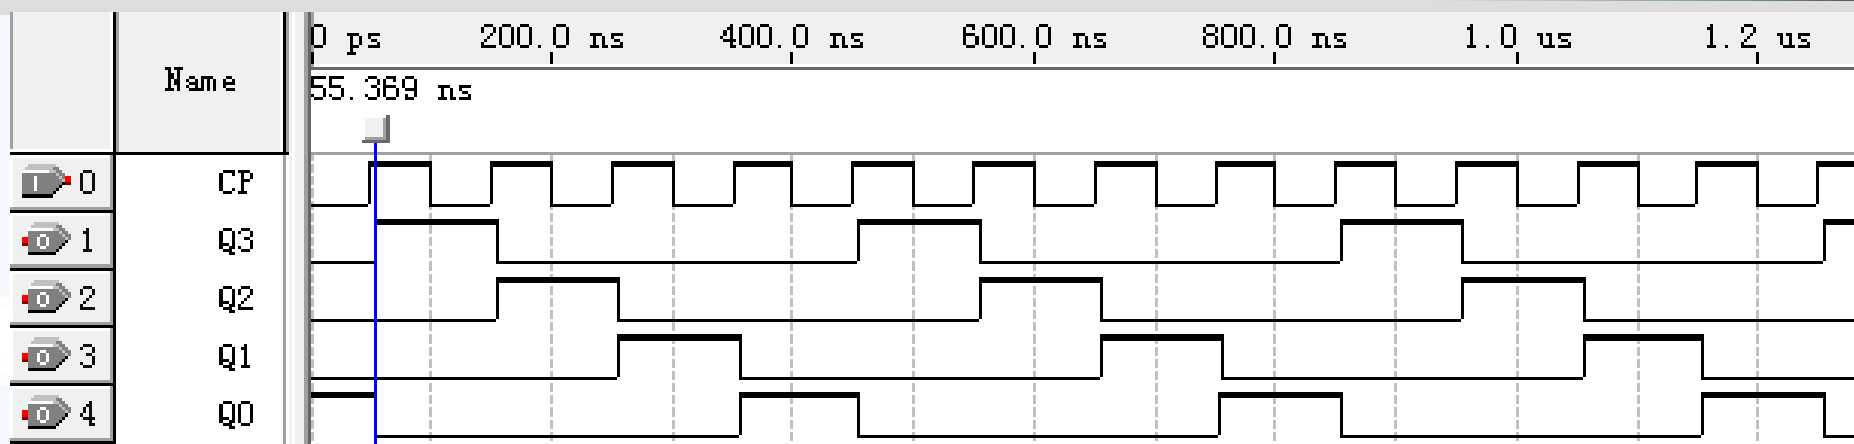 0 ps 200.0 ns 400.0 ns 600.0 ns 800.0 ns 1.0 us 1.2 us
Name
55.369 ns
I 0 CP
O 1 Q3
O 2 Q2
O 3 Q1
O 4 Q0